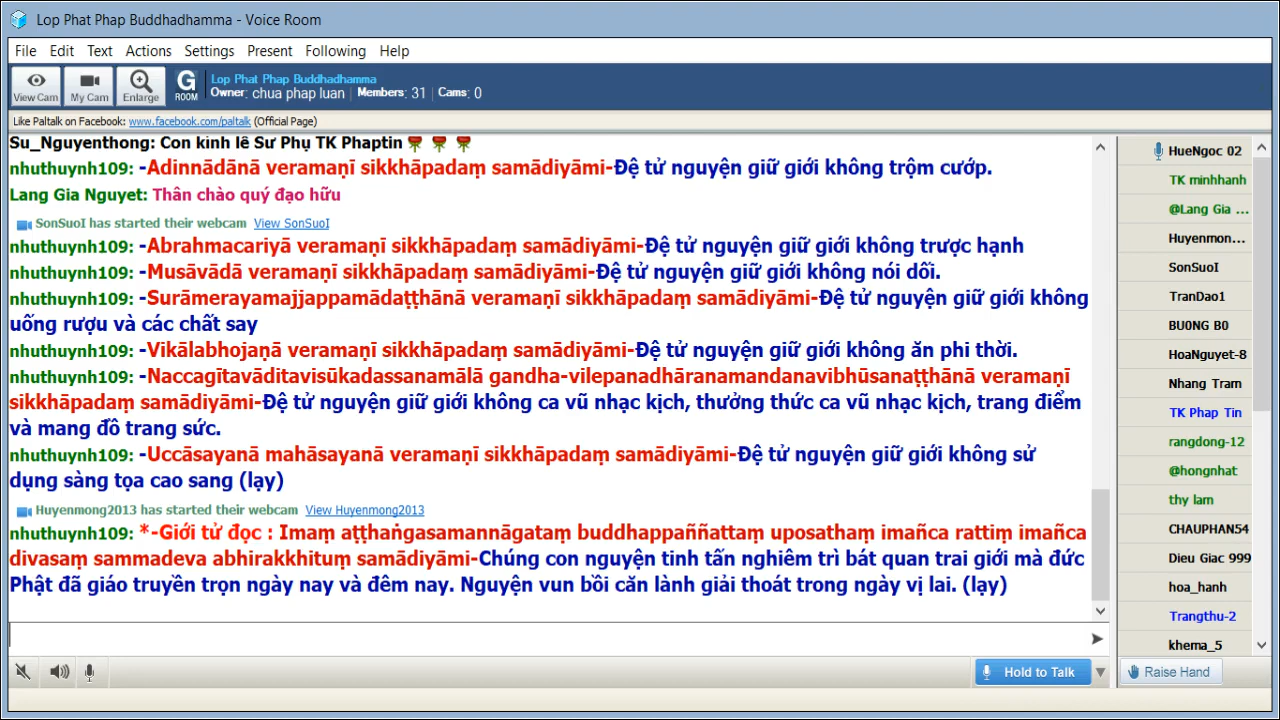 Lop Phat Phap Buddhadhamma - Voice Room
File Edit Text Actions Settings Present Following Help
View Cam My Cam Enlarge G ROOM
Lop Phat Phap Buddhadhamma
Owner: chua phap luan Members: 31 Cams: 0
Like Paltalk on Facebook: www.facebook.com/paltalk (Official Page)
Su_Nguyenthong: Con kinh lê Sư Phụ TK Phaptin
nhuthuynh109: -Adinnādānā veramaṇī sikkhāpadaṃ samādiyāmi-Đệ tử nguyện giữ giới không trộm cướp.
Lang Gia Nguyet: Thân chào quý đạo hữu
SonSuoI has started their webcam View SonSuoI
nhuthuynh109: -Abrahmacariyā veramaṇī sikkhāpadaṃ samādiyāmi-Đệ tử nguyện giữ giới không trược hạnh
nhuthuynh109: -Musāvādā veramaṇī sikkhāpadaṃ samādiyāmi-Đệ tử nguyện giữ giới không nói dối.
nhuthuynh109: -Surāmerayamajjappamādaṭṭhānā veramaṇī sikkhāpadaṃ samādiyāmi-Đệ tử nguyện giữ giới không
uống rượu và các chất say
nhuthuynh109: -Vikālabhojaṇā veramaṇī sikkhāpadaṃ samādiyāmi-Đệ tử nguyện giữ giới không ăn phi thời.
nhuthuynh109: -Naccagītavāditavisūkadassanamālā gandha-vilepanadhāranamandanavibhūsanaṭṭhānā veramaṇī
sikkhāpadaṃ samādiyāmi-Đệ tử nguyện giữ giới không ca vũ nhạc kịch, thưởng thức ca vũ nhạc kịch, trang điểm
và mang đồ trang sức.
nhuthuynh109: -Uccāsayanā mahāsayanā veramaṇī sikkhāpadaṃ samādiyāmi-Đệ tử nguyện giữ giới không sử
dụng sàng tọa cao sang (lạy)
Huyenmong2013 has started their webcam View Huyenmong2013
nhuthuynh109: *-Giới tử đọc : Imaṃ aṭṭhaṅgasamannāgataṃ buddhappaññattaṃ uposathaṃ imañca rattiṃ imañca
divasaṃ sammadeva abhirakkhituṃ samādiyāmi-Chúng con nguyện tinh tấn nghiêm trì bát quan trai giới mà đức
Phật đã giáo truyền trọn ngày nay và đêm nay. Nguyện vun bồi căn lành giải thoát trong ngày vị lai. (lạy)
HueNgoc 02
TK minhhanh
@Lang Gia ...
Huyenmon...
SonSuoI
TranDao1
BU0NG B0
HoaNguyet-8
Nhang Tram
TK Phap Tin
rangdong-12
@hongnhat
thy lam
CHAUPHAN54
Dieu Giac 999
hoa_hanh
Trangthu-2
khema_5
Hold to Talk
Raise Hand